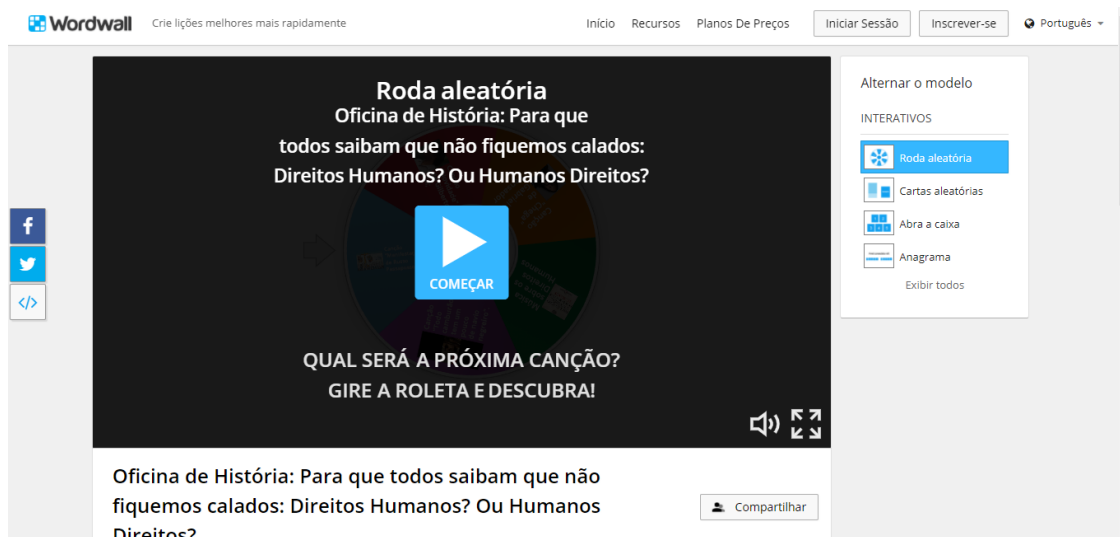 Wordwall
Crie lições melhores mais rapidamente
Início
Recursos
Planos De Preços
Iniciar Sessão
Inscrever-se
Português
Roda aleatória
Oficina de História: Para que
todos saibam que não fiquemos calados:
Direitos Humanos? Ou Humanos Direitos?
COMEÇAR
QUAL SERÁ A PRÓXIMA CANÇÃO?
GIRE A ROLETA E DESCUBRA!
Alternar o modelo
INTERATIVOS
Roda aleatória
Cartas aleatórias
Abra a caixa
Anagrama
Exibir todos
Oficina de História: Para que todos saibam que não
fiquemos calados: Direitos Humanos? Ou Humanos
Direitos?
Compartilhar